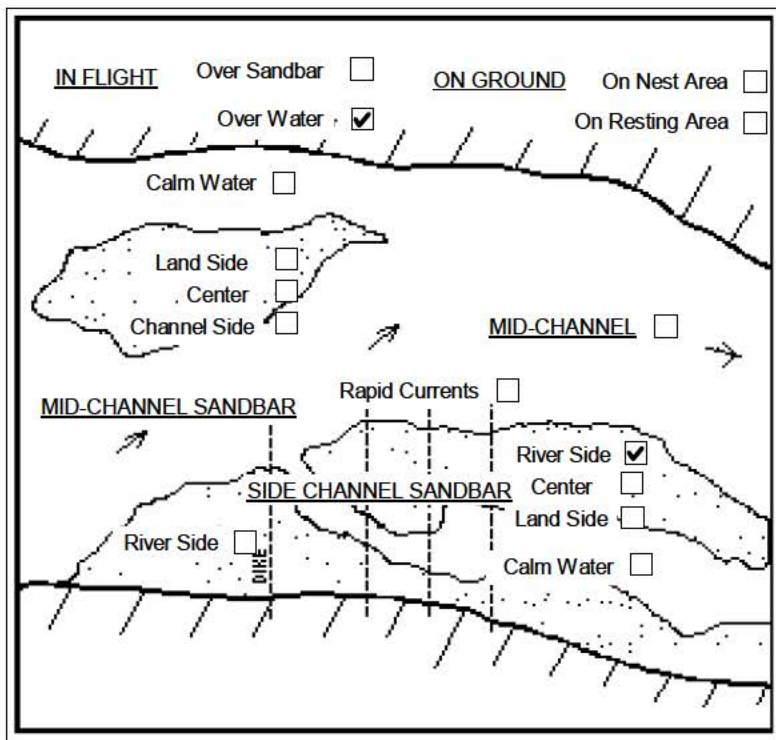 IN FLIGHT
Over Sandbar
Over Water
ON GROUND
On Nest Area
On Resting Area
Calm Water
Land Side
Center
Channel Side
MID-CHANNEL
MID-CHANNEL SANDBAR
Rapid Currents
River Side
Center
Land Side
SIDE CHANNEL SANDBAR
River Side
DIKE
Calm Water